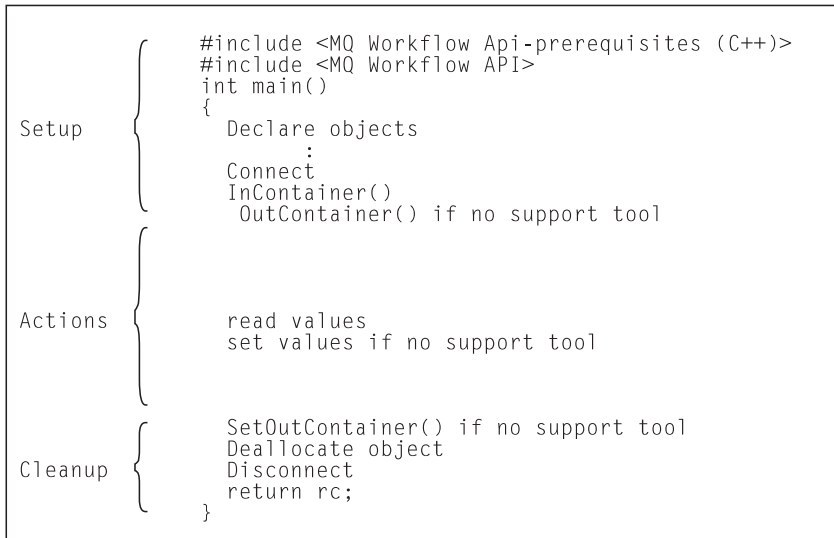 #include <MQ Workflow Api-prerequisites (C++)>
#include <MQ Workflow API>
int main()
{
Setup Declare objects
:
Connect
InContainer()
OutContainer() if no support tool
Actions read values
set values if no support tool
SetOutContainer() if no support tool
Deallocate object
Cleanup Disconnect
return rc;
}